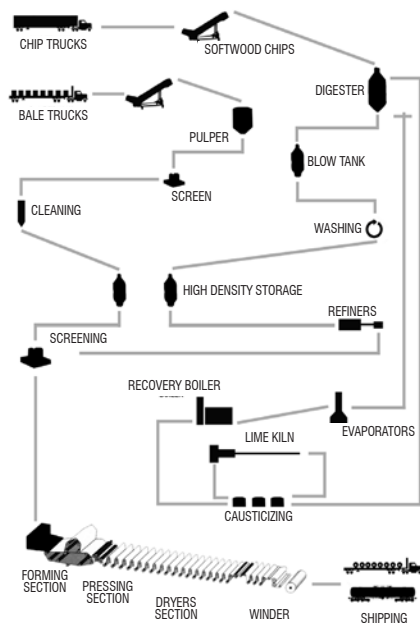 CHIP TRUCKS
SOFTWOOD CHIPS
DIGESTER
BALE TRUCKS
PULPER
BLOW TANK
SCREEN
CLEANING
WASHING
HIGH DENSITY STORAGE
REFINERS
SCREENING
RECOVERY BOILER
EVAPORATORS
LIME KILN
CAUSTICIZING
FORMING
SECTION
PRESSING
SECTION
DRYERS
SECTION
WINDER
SHIPPING